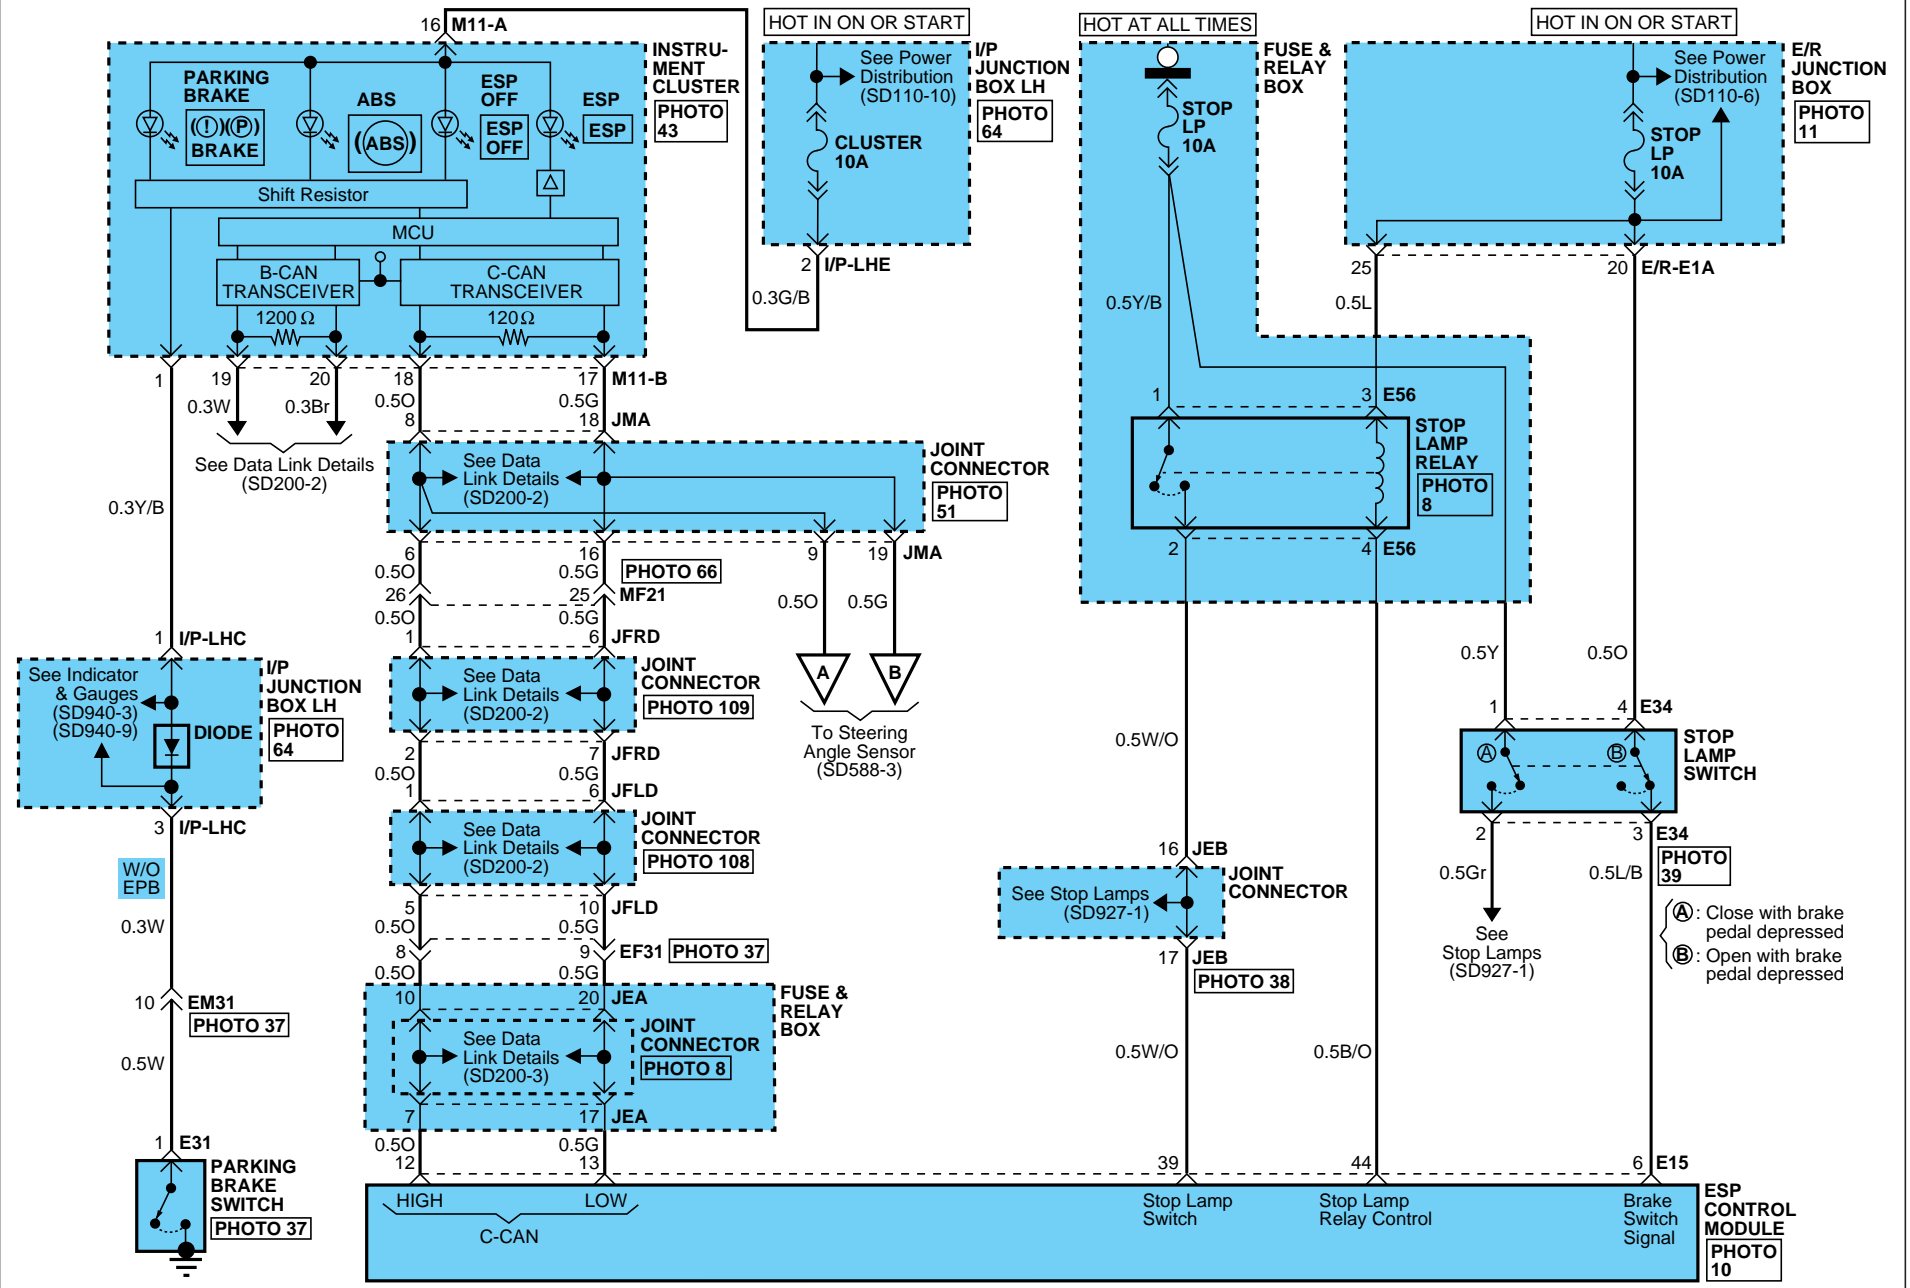 16 M11-A
HOT IN ON OR START
HOT AT ALL TIMES
HOT IN ON OR START
INSTRU-
MENT
CLUSTER
PHOTO
43
PARKING
BRAKE
(!)(P)
BRAKE
ABS
(ABS)
ESP
OFF
ESP
OFF
ESP
ESP
Shift Resistor
MCU
B-CAN
TRANSCEIVER
C-CAN
TRANSCEIVER
1200 Ω
120Ω
See Power
Distribution
(SD110-10)
CLUSTER
10A
I/P
JUNCTION
BOX LH
PHOTO
64
2 I/P-LHE
0.3G/B
STOP
LP
10A
FUSE &
RELAY
BOX
See Power
Distribution
(SD110-6)
STOP
LP
10A
E/R
JUNCTION
BOX
PHOTO
11
25 20 E/R-E1A
0.5Y/B 0.5L
1 19 20 18 17 M11-B
0.3W 0.3Br 0.5O 0.5G
8 18 JMA
See Data Link Details
(SD200-2)
See Data
Link Details
(SD200-2)
JOINT
CONNECTOR
PHOTO
51
0.3Y/B
6 16 9 19 JMA
0.5O 0.5G PHOTO 66
26 25 MF21
0.5O 0.5G
0.5O 0.5G
1 6 JFRD
A B
To Steering
Angle Sensor
(SD588-3)
See Data
Link Details
(SD200-2)
JOINT
CONNECTOR
PHOTO 109
2 7 JFRD
0.5O 0.5G
1 6 JFLD
See Data
Link Details
(SD200-2)
JOINT
CONNECTOR
PHOTO 108
5 10 JFLD
0.5O 0.5G
8 9 EF31 PHOTO 37
0.5O 0.5G
10 20 JEA
FUSE &
RELAY
BOX
See Data
Link Details
(SD200-3)
JOINT
CONNECTOR
PHOTO 8
7 17 JEA
0.5O 0.5G
12 13
1 I/P-LHC
See Indicator
& Gauges
(SD940-3)
(SD940-9)
DIODE
I/P
JUNCTION
BOX LH
PHOTO
64
3 I/P-LHC
W/O
EPB
0.3W
10 EM31
PHOTO 37
0.5W
1 E31
PARKING
BRAKE
SWITCH
PHOTO 37
1 3 E56
STOP
LAMP
RELAY
PHOTO
8
2 4 E56
0.5Y 0.5O
0.5W/O
1 4 E34
A B
STOP
LAMP
SWITCH
2 3 E34
PHOTO
39
0.5Gr 0.5L/B
See
Stop Lamps
(SD927-1)
A : Close with brake
pedal depressed
B : Open with brake
pedal depressed
16 JEB
See Stop Lamps
(SD927-1)
JOINT
CONNECTOR
17 JEB
PHOTO 38
0.5W/O 0.5B/O
39 44 6 E15
HIGH LOW
C-CAN
Stop Lamp
Switch
Stop Lamp
Relay Control
Brake
Switch
Signal
ESP
CONTROL
MODULE
PHOTO
10